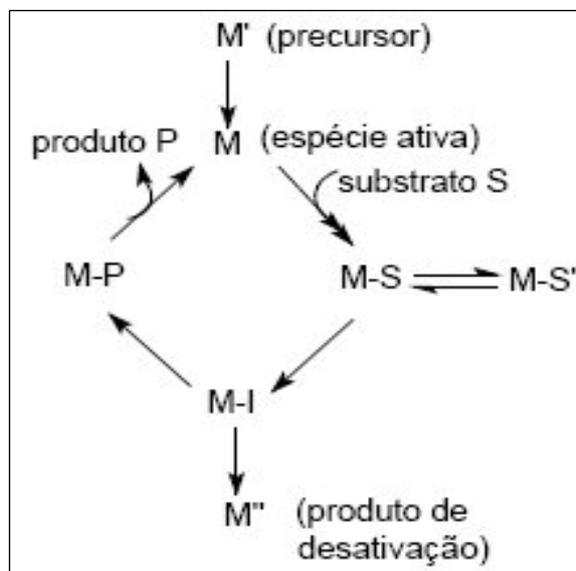 M' (precursor)
produto P
M (espécie ativa)
substrato S
M-P
M-S
M-S'
M-I
M" (produto de
desativação)